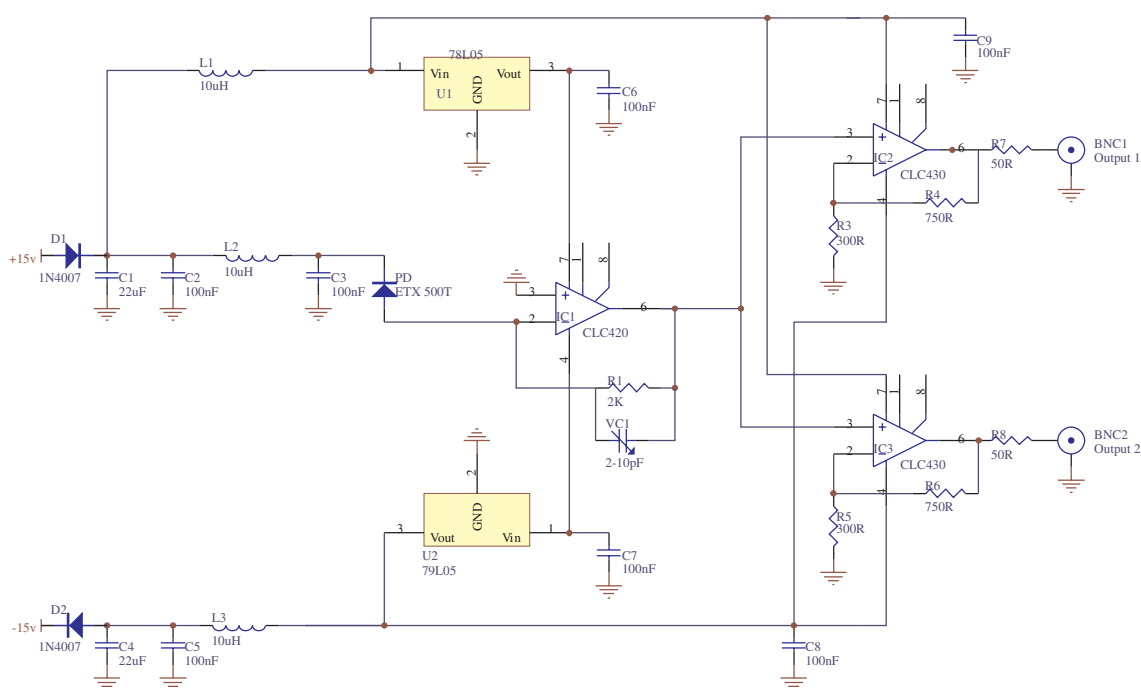 C9
100nF
78L05
L1
10uH
1
Vin
Vout
3
GND
U1
2
C6
100nF
7
1
8
3
+
2
IC2
–
6
CLC430
4
R7
50R
BNC1
Output 1
R4
750R
R3
300R
D1
+15v
1N4007
C1
22uF
C2
100nF
L2
10uH
C3
100nF
PD
ETX 500T
7
1
8
3
+
2
IC1
–
6
CLC420
4
R1
2K
VC1
2-10pF
7
1
8
3
+
2
IC3
–
6
CLC430
4
R8
50R
BNC2
Output 2
R6
750R
R5
300R
2
GND
3
Vout
Vin
1
U2
79L05
C7
100nF
D2
-15v
1N4007
C4
22uF
C5
100nF
L3
10uH
C8
100nF